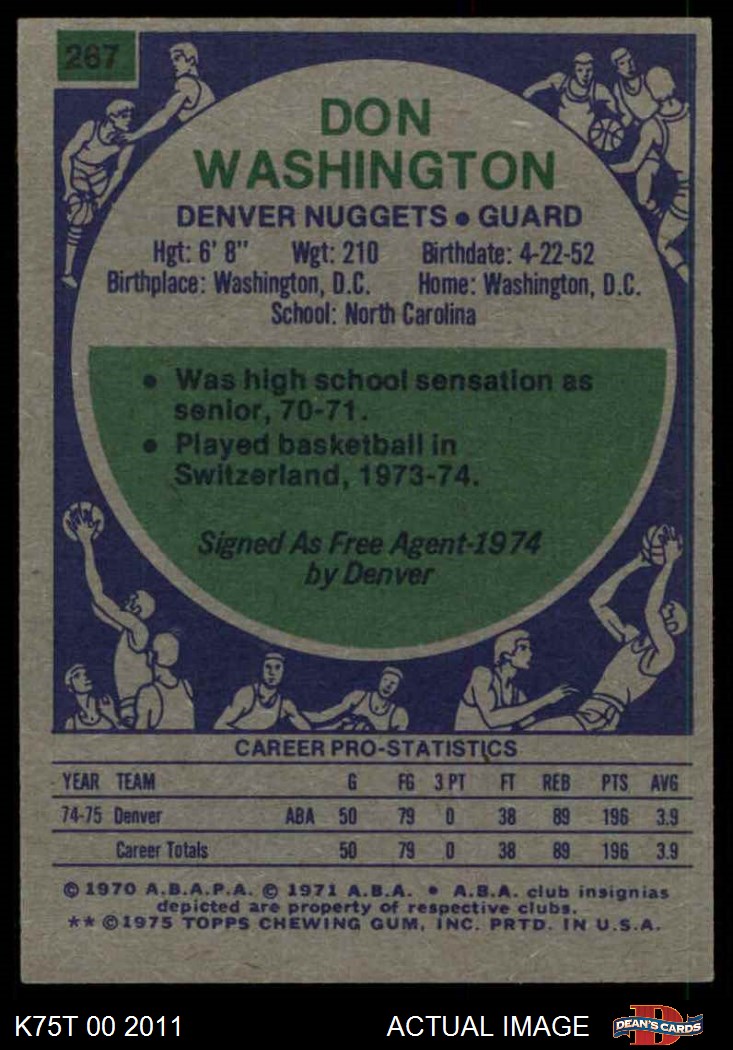 267
DON
WASHINGTON
DENVER NUGGETS • GUARD
Hgt: 6' 8" Wgt: 210 Birthdate: 4-22-52
Birthplace: Washington, D.C. Home: Washington, D.C.
School: North Carolina
• Was high school sensation as
senior, 70-71.
• Played basketball in
Switzerland, 1973-74.
Signed As Free Agent-1974
by Denver
CAREER PRO-STATISTICS
YEAR TEAM G FG 3 PT FT REB PTS AVG
74-75 Denver ABA 50 79 0 38 89 196 3.9
Career Totals 50 79 0 38 89 196 3.9
© 1970 A.B.A.P.A. © 1971 A.B.A. • A.B.A. club insignias
depicted are property of respective clubs.
** ©1975 TOPPS CHEWING GUM, INC. PRTD. IN U.S.A.
K75T 00 2011 ACTUAL IMAGE D DEAN'S CARDS